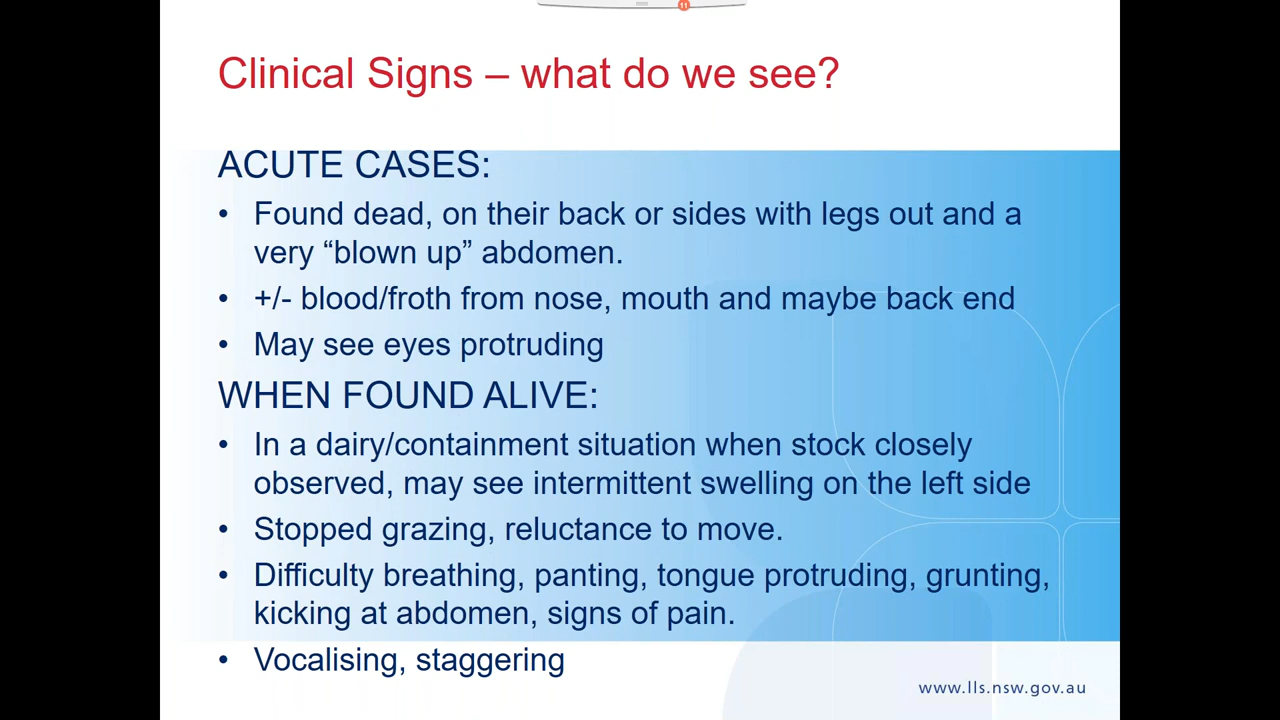 11
Clinical Signs – what do we see?
ACUTE CASES:
• Found dead, on their back or sides with legs out and a
very “blown up” abdomen.
• +/- blood/froth from nose, mouth and maybe back end
• May see eyes protruding
WHEN FOUND ALIVE:
• In a dairy/containment situation when stock closely
observed, may see intermittent swelling on the left side
• Stopped grazing, reluctance to move.
• Difficulty breathing, panting, tongue protruding, grunting,
kicking at abdomen, signs of pain.
• Vocalising, staggering
www.lls.nsw.gov.au